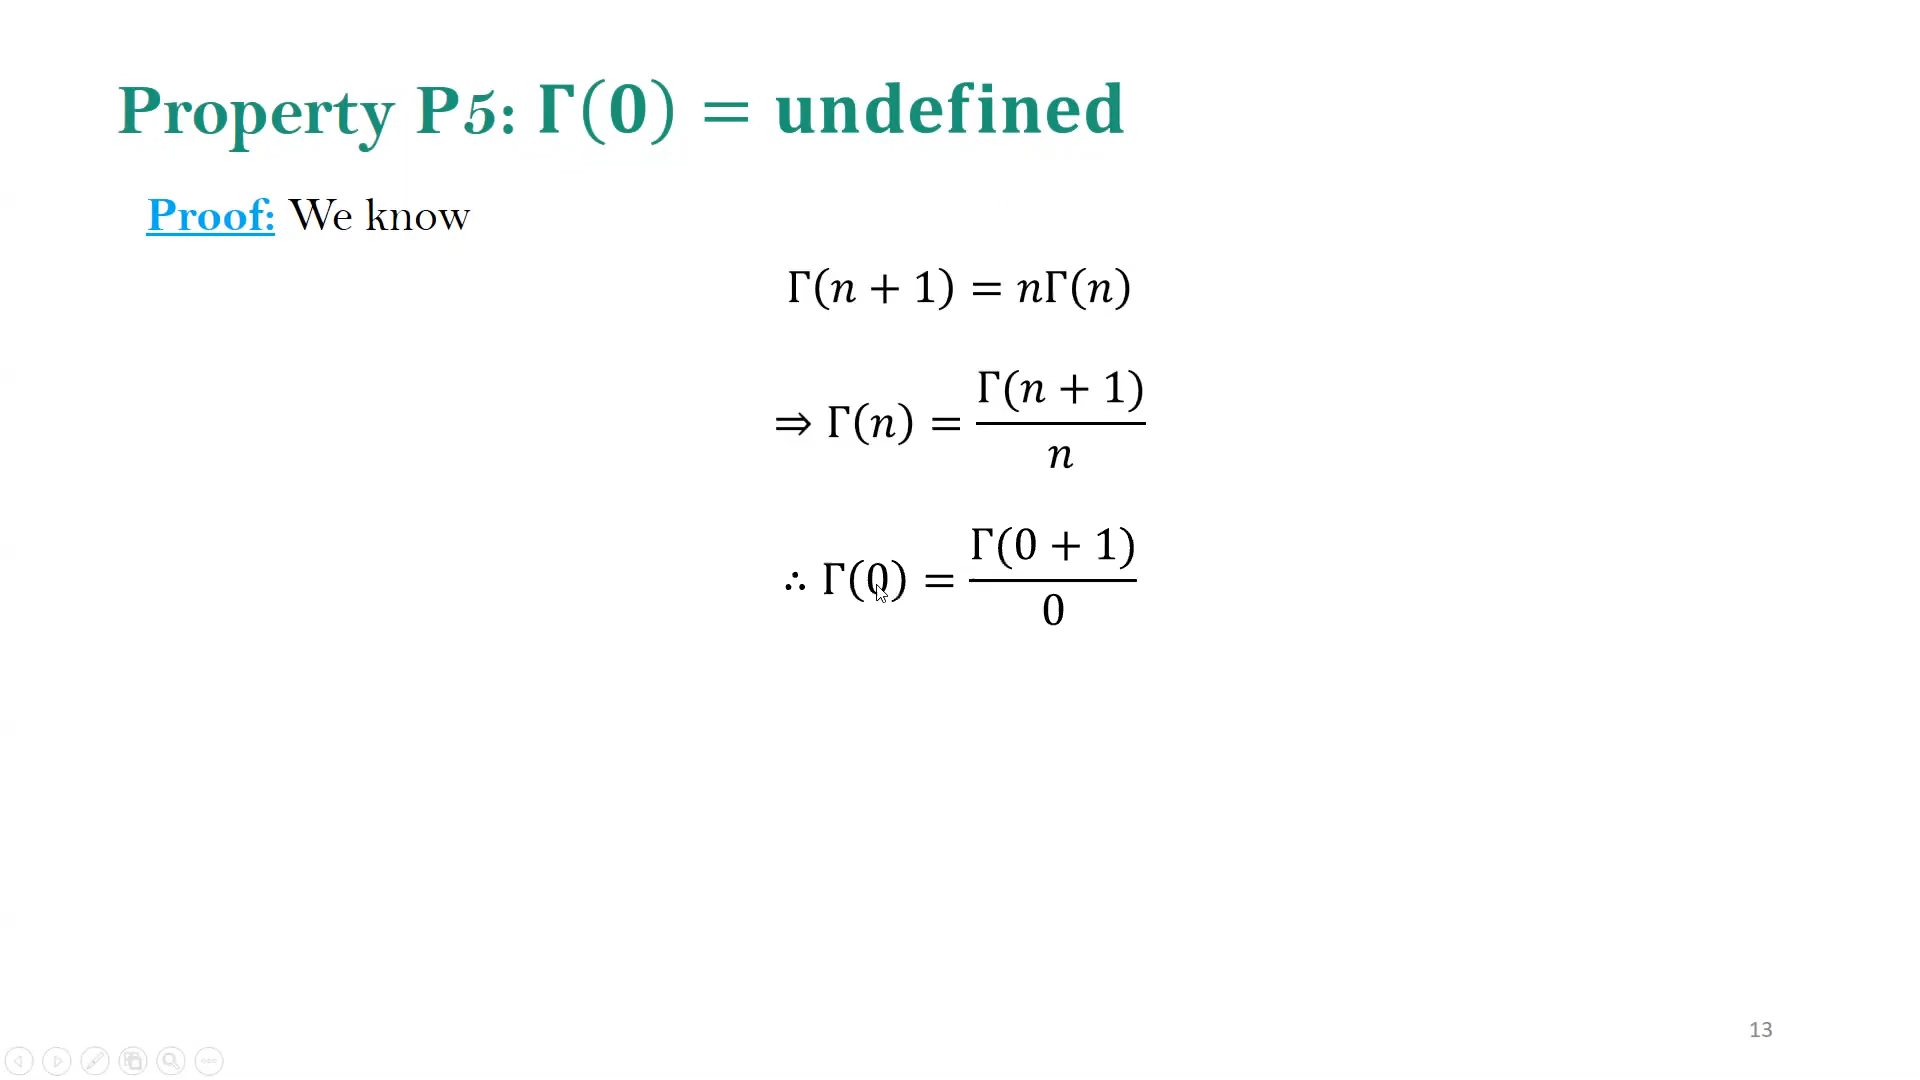 Property P5: Γ(0) = undefined
Proof: We know
Γ(n + 1) = nΓ(n)
⇒ Γ(n) = Γ(n + 1) / n
∴ Γ(0) = Γ(0 + 1) / 0
13